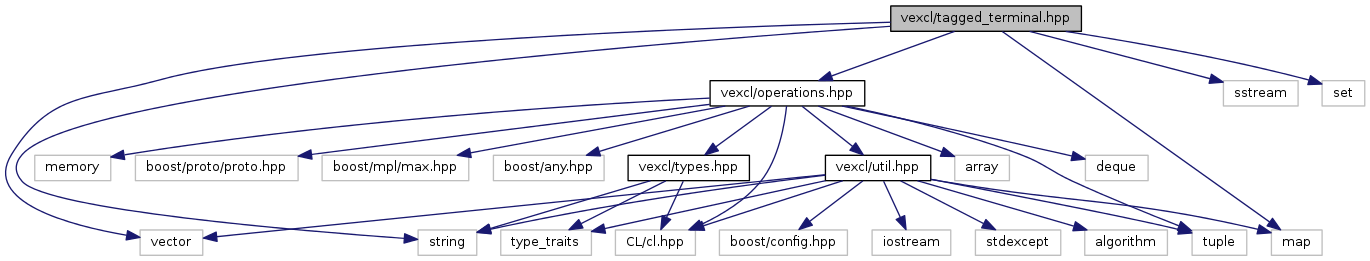 vexcl/tagged_terminal.hpp
vexcl/operations.hpp
sstream
set
memory
boost/proto/proto.hpp
boost/mpl/max.hpp
boost/any.hpp
vexcl/types.hpp
vexcl/util.hpp
array
deque
vector
string
type_traits
CL/cl.hpp
boost/config.hpp
iostream
stdexcept
algorithm
tuple
map